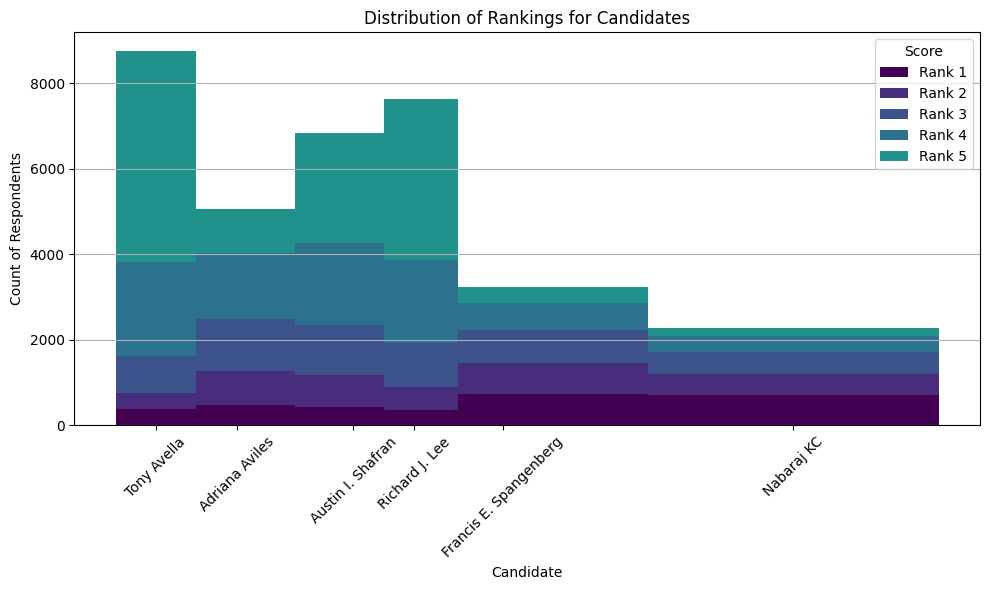 Distribution of Rankings for Candidates
Score
Rank 1
Rank 2
Rank 3
Rank 4
Rank 5
Count of Respondents
8000
6000
4000
2000
0
Tony Avella
Adriana Aviles
Austin I. Shafran
Richard J. Lee
Francis E. Spangenberg
Nabaraj KC
Candidate